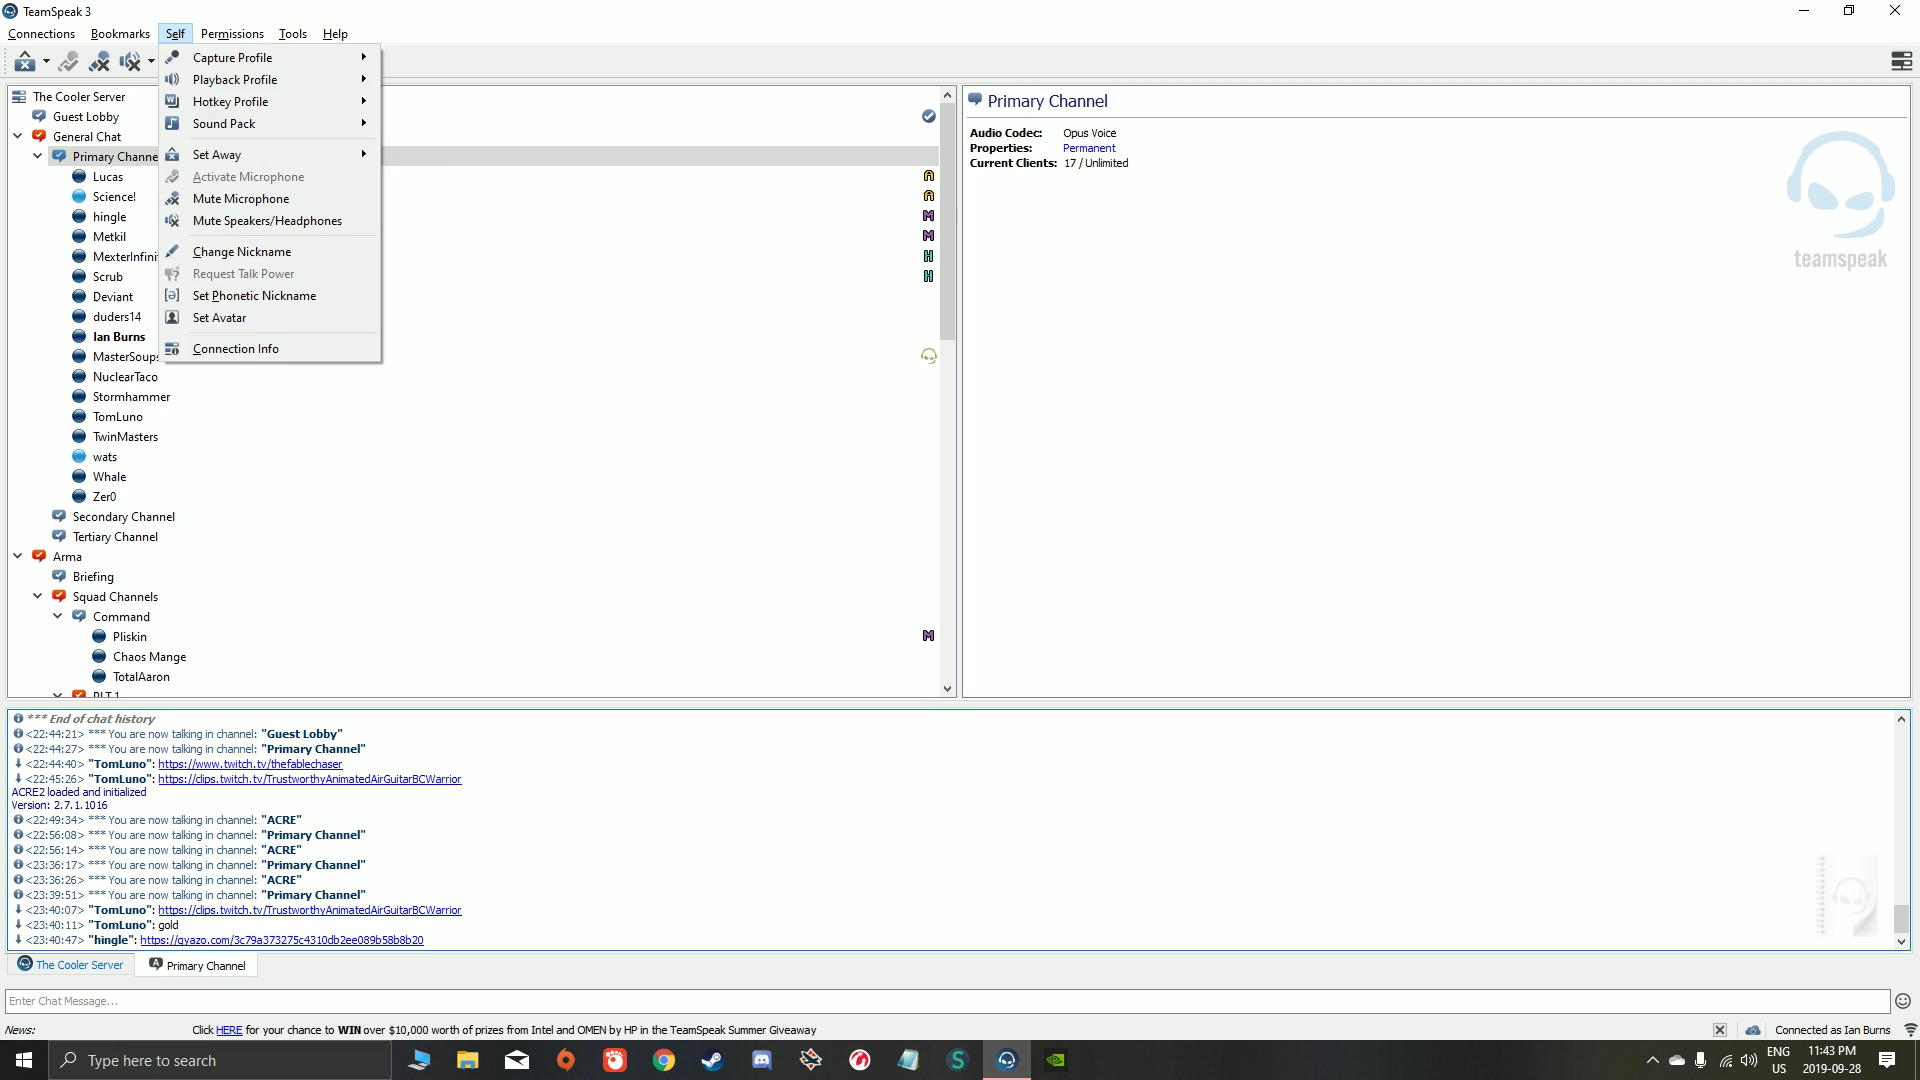 TeamSpeak 3
Connections Bookmarks Self Permissions Tools Help
Capture Profile
Playback Profile
Hotkey Profile
Sound Pack
Set Away
Activate Microphone
Mute Microphone
Mute Speakers/Headphones
Change Nickname
Request Talk Power
Set Phonetic Nickname
Set Avatar
Connection Info
The Cooler Server
Guest Lobby
General Chat
Primary Channe
Lucas
A
Science!
A
hingle
M
Metkil
M
MexterInfini
H
Scrub
H
Deviant
duders14
Ian Burns
MasterSoups
NuclearTaco
Stormhammer
TomLuno
TwinMasters
wats
Whale
Zer0
Secondary Channel
Tertiary Channel
Arma
Briefing
Squad Channels
Command
Pliskin
M
Chaos Mange
TotalAaron
PLT 1
Primary Channel
Audio Codec: Opus Voice
Properties: Permanent
Current Clients: 17 / Unlimited
teamspeak
*** End of chat history
<22:44:21> *** You are now talking in channel: "Guest Lobby"
<22:44:27> *** You are now talking in channel: "Primary Channel"
<22:44:40> "TomLuno": https://www.twitch.tv/thefablechaser
<22:45:26> "TomLuno": https://clips.twitch.tv/TrustworthyAnimatedAirGuitarBCWarrior
ACRE2 loaded and initialized
Version: 2.7.1.1016
<22:49:34> *** You are now talking in channel: "ACRE"
<22:56:08> *** You are now talking in channel: "Primary Channel"
<22:56:14> *** You are now talking in channel: "ACRE"
<23:36:17> *** You are now talking in channel: "Primary Channel"
<23:36:26> *** You are now talking in channel: "ACRE"
<23:39:51> *** You are now talking in channel: "Primary Channel"
<23:40:07> "TomLuno": https://clips.twitch.tv/TrustworthyAnimatedAirGuitarBCWarrior
<23:40:11> "TomLuno": gold
<23:40:47> "hingle": https://gyazo.com/3c79a373275c4310db2ee089b58b8b20
The Cooler Server Primary Channel
Enter Chat Message...
News: Click HERE for your chance to WIN over $10,000 worth of prizes from Intel and OMEN by HP in the TeamSpeak Summer Giveaway
Connected as Ian Burns
Type here to search
ENG
US
11:43 PM
2019-09-28